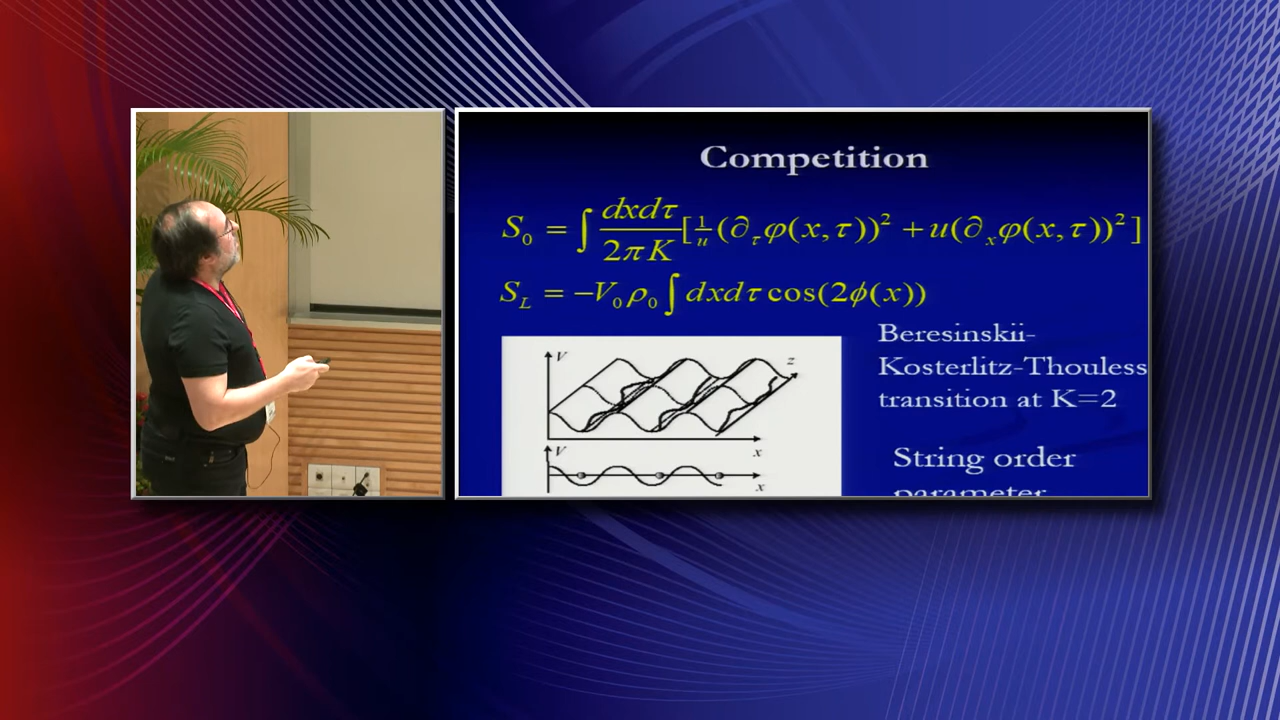 Competition
S₀ = ∫ dxdτ/2πK [1/u (∂_τ φ(x,τ))² + u(∂ₓφ(x,τ))²]
S_L = −V₀ρ₀ ∫ dxdτ cos(2ϕ(x))
Beresinskii-
Kosterlitz-Thouless
transition at K=2
V
z
x
V
x
String order
parameter